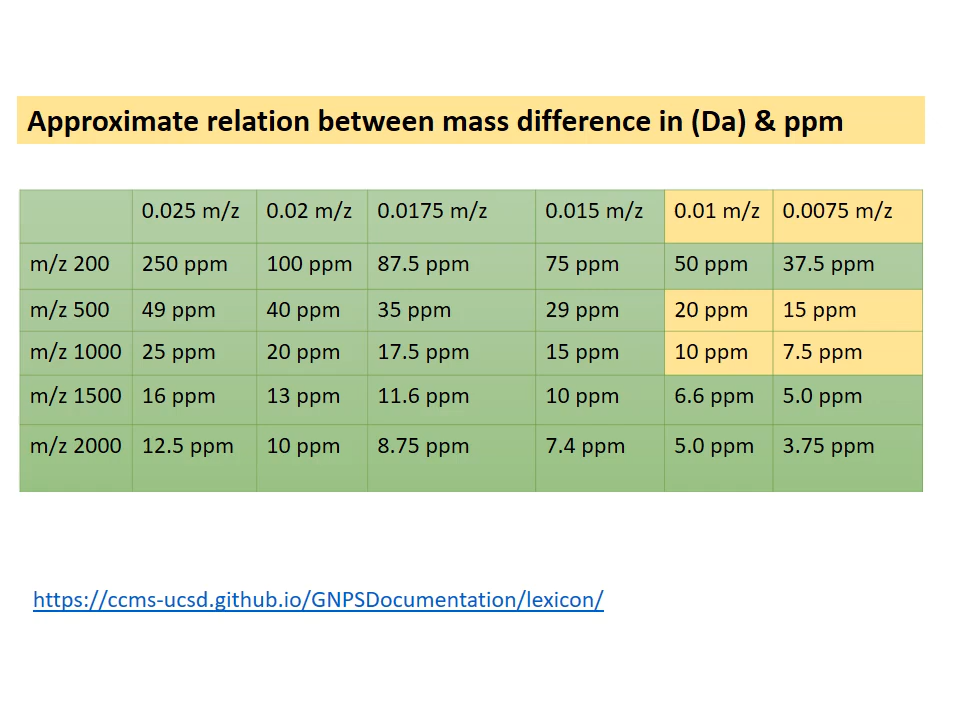 Approximate relation between mass difference in (Da) & ppm
0.025 m/z 0.02 m/z 0.0175 m/z 0.015 m/z 0.01 m/z 0.0075 m/z
m/z 200 250 ppm 100 ppm 87.5 ppm 75 ppm 50 ppm 37.5 ppm
m/z 500 49 ppm 40 ppm 35 ppm 29 ppm 20 ppm 15 ppm
m/z 1000 25 ppm 20 ppm 17.5 ppm 15 ppm 10 ppm 7.5 ppm
m/z 1500 16 ppm 13 ppm 11.6 ppm 10 ppm 6.6 ppm 5.0 ppm
m/z 2000 12.5 ppm 10 ppm 8.75 ppm 7.4 ppm 5.0 ppm 3.75 ppm
https://ccms-ucsd.github.io/GNPSDocumentation/lexicon/